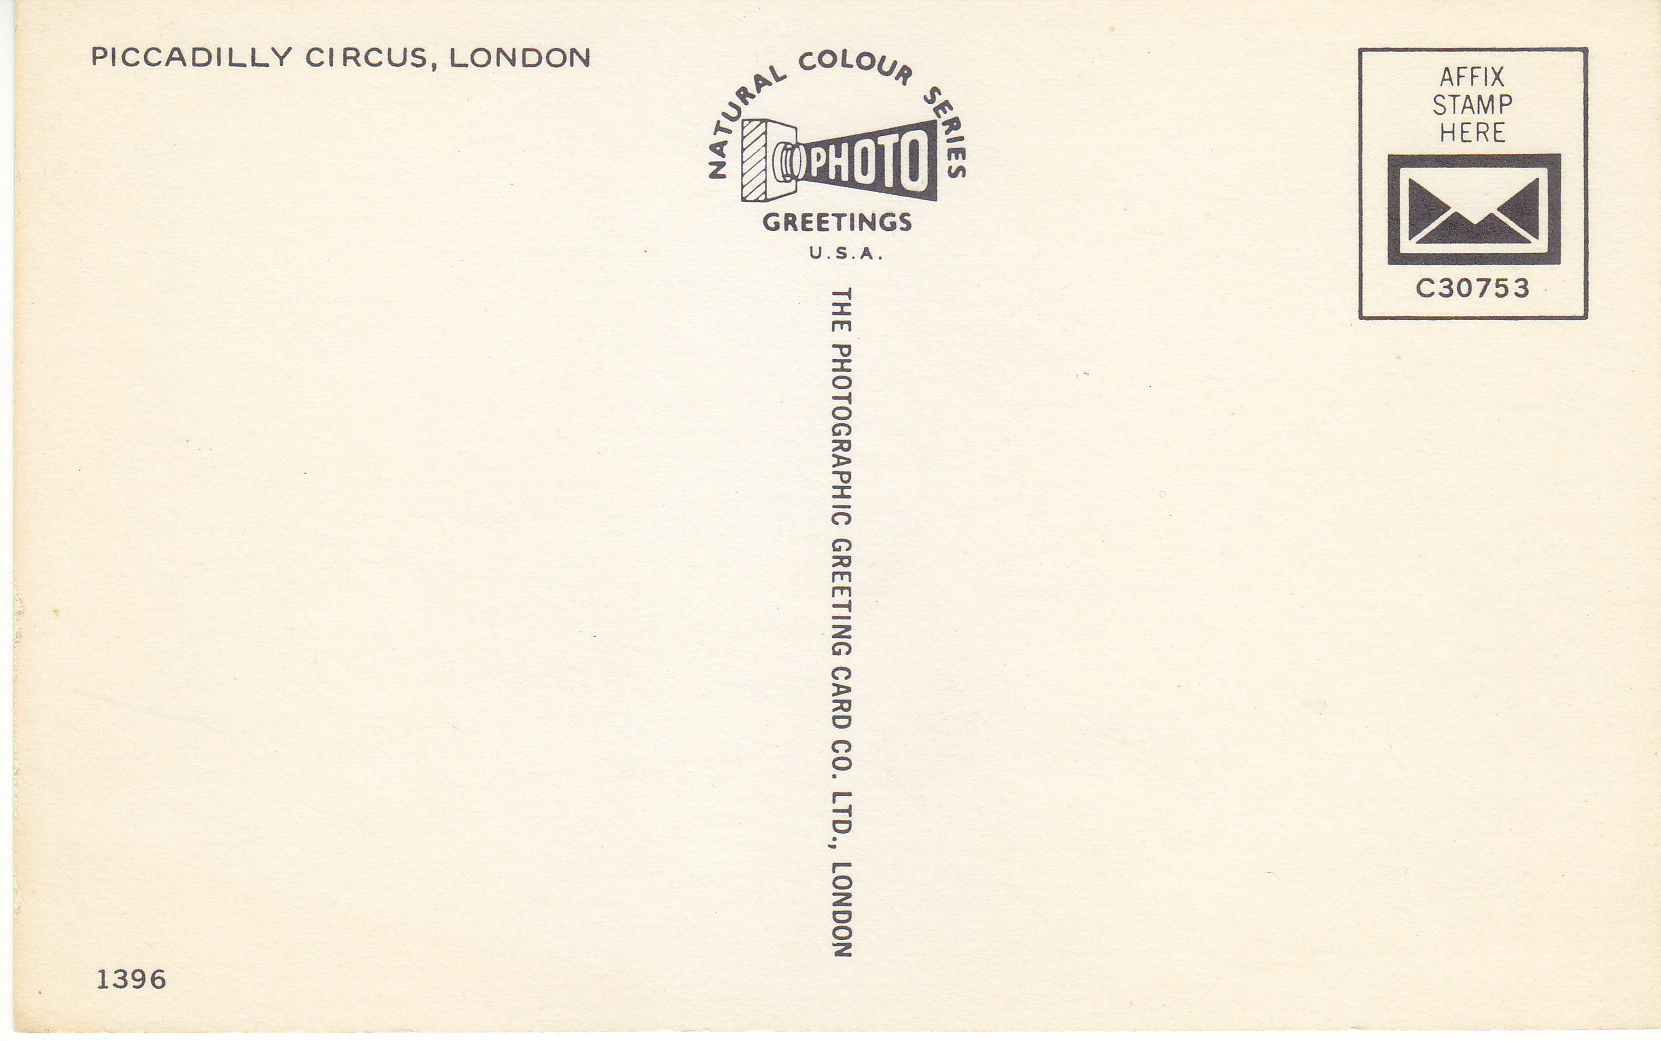 PICCADILLY CIRCUS, LONDON
NATURAL COLOUR SERIES
PHOTO
GREETINGS
U.S.A.
AFFIX
STAMP
HERE
C30753
THE PHOTOGRAPHIC GREETING CARD CO. LTD., LONDON
1396